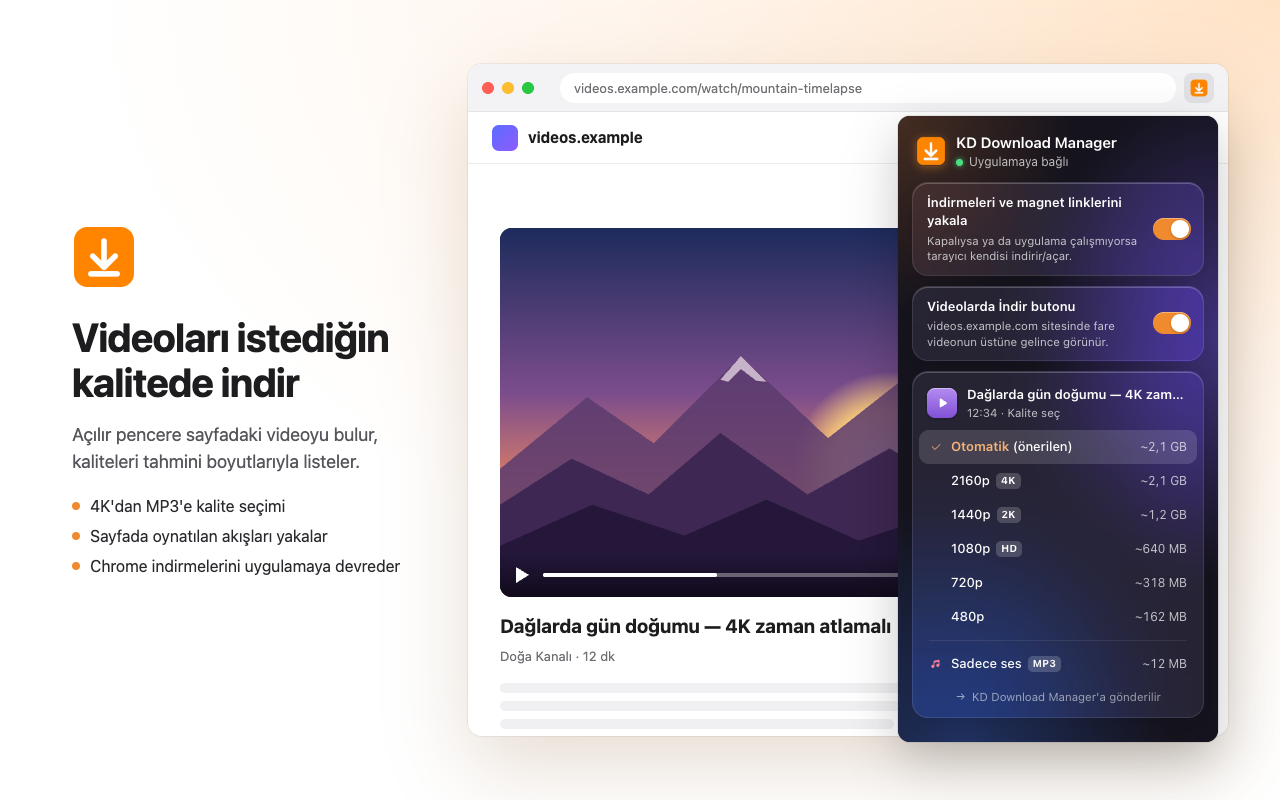 Videoları istediğin
kalitede indir
Açılır pencere sayfadaki videoyu bulur,
kaliteleri tahmini boyutlarıyla listeler.
4K'dan MP3'e kalite seçimi
Sayfada oynatılan akışları yakalar
Chrome indirmelerini uygulamaya devreder
videos.example.com/watch/mountain-timelapse
videos.example
Dağlarda gün doğumu — 4K zaman atlamalı
Doğa Kanalı · 12 dk
KD Download Manager
Uygulamaya bağlı
İndirmeleri ve magnet linklerini
yakala
Kapalıysa ya da uygulama çalışmıyorsa
tarayıcı kendisi indirir/açar.
Videolarda İndir butonu
videos.example.com sitesinde fare
videonun üstüne gelince görünür.
Dağlarda gün doğumu — 4K zam...
12:34 · Kalite seç
Otomatik (önerilen) ~2,1 GB
2160p 4K ~2,1 GB
1440p 2K ~1,2 GB
1080p HD ~640 MB
720p ~318 MB
480p ~162 MB
Sadece ses MP3 ~12 MB
→ KD Download Manager'a gönderilir